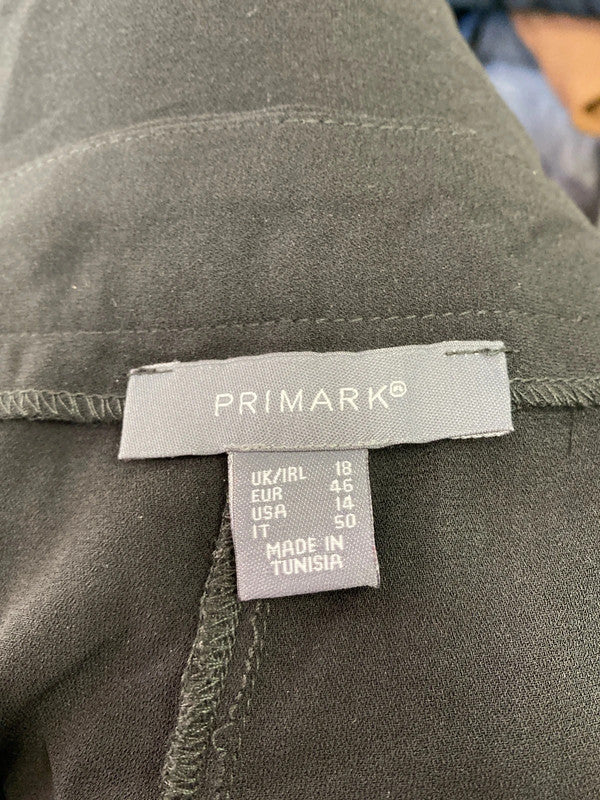 PRIMARK®
UK/IRL 18
EUR 46
USA 14
IT 50
MADE IN
TUNISIA